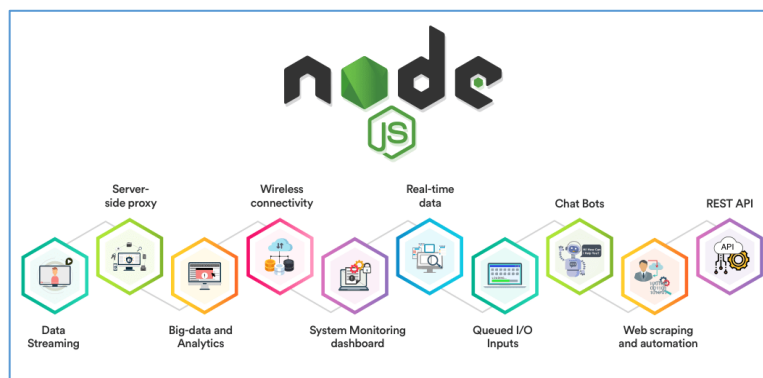 node
JS
Server-
side proxy
Wireless
connectivity
Real-time
data
Chat Bots
REST API
API
Data
Streaming
Big-data and
Analytics
System Monitoring
dashboard
Queued I/O
Inputs
Web scraping
and automation